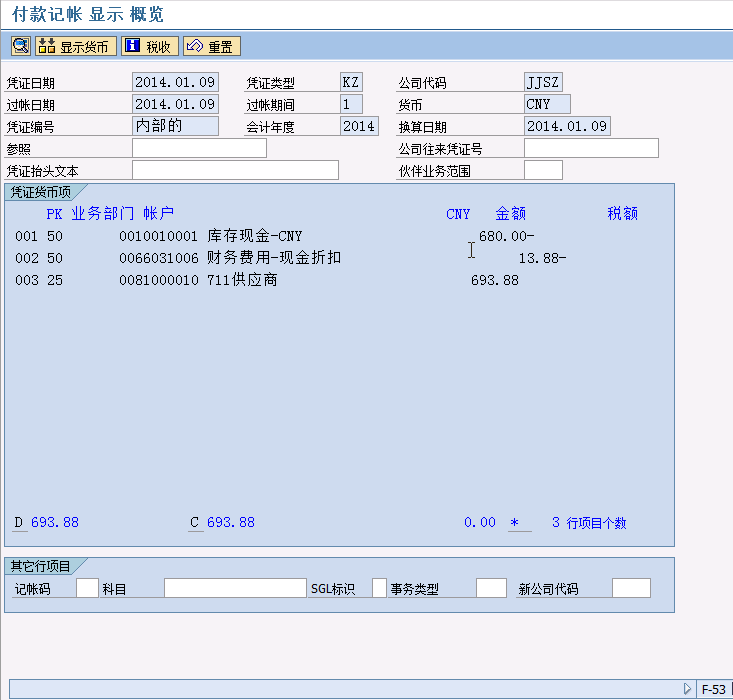 付款记帐 显示 概览
显示货币 税收 重置
凭证日期 2014.01.09 凭证类型 KZ 公司代码 JJSZ
过帐日期 2014.01.09 过帐期间 1 货币 CNY
凭证编号 内部的 会计年度 2014 换算日期 2014.01.09
参照 公司往来凭证号
凭证抬头文本 伙伴业务范围
凭证货币项
PK 业务部门 帐户 CNY 金额 税额
001 50 0010010001 库存现金-CNY 680.00-
002 50 0066031006 财务费用-现金折扣 13.88-
003 25 0081000010 711供应商 693.88
D 693.88 C 693.88 0.00 * 3 行项目个数
其它行项目
记帐码 科目 SGL标识 事务类型 新公司代码
F-53